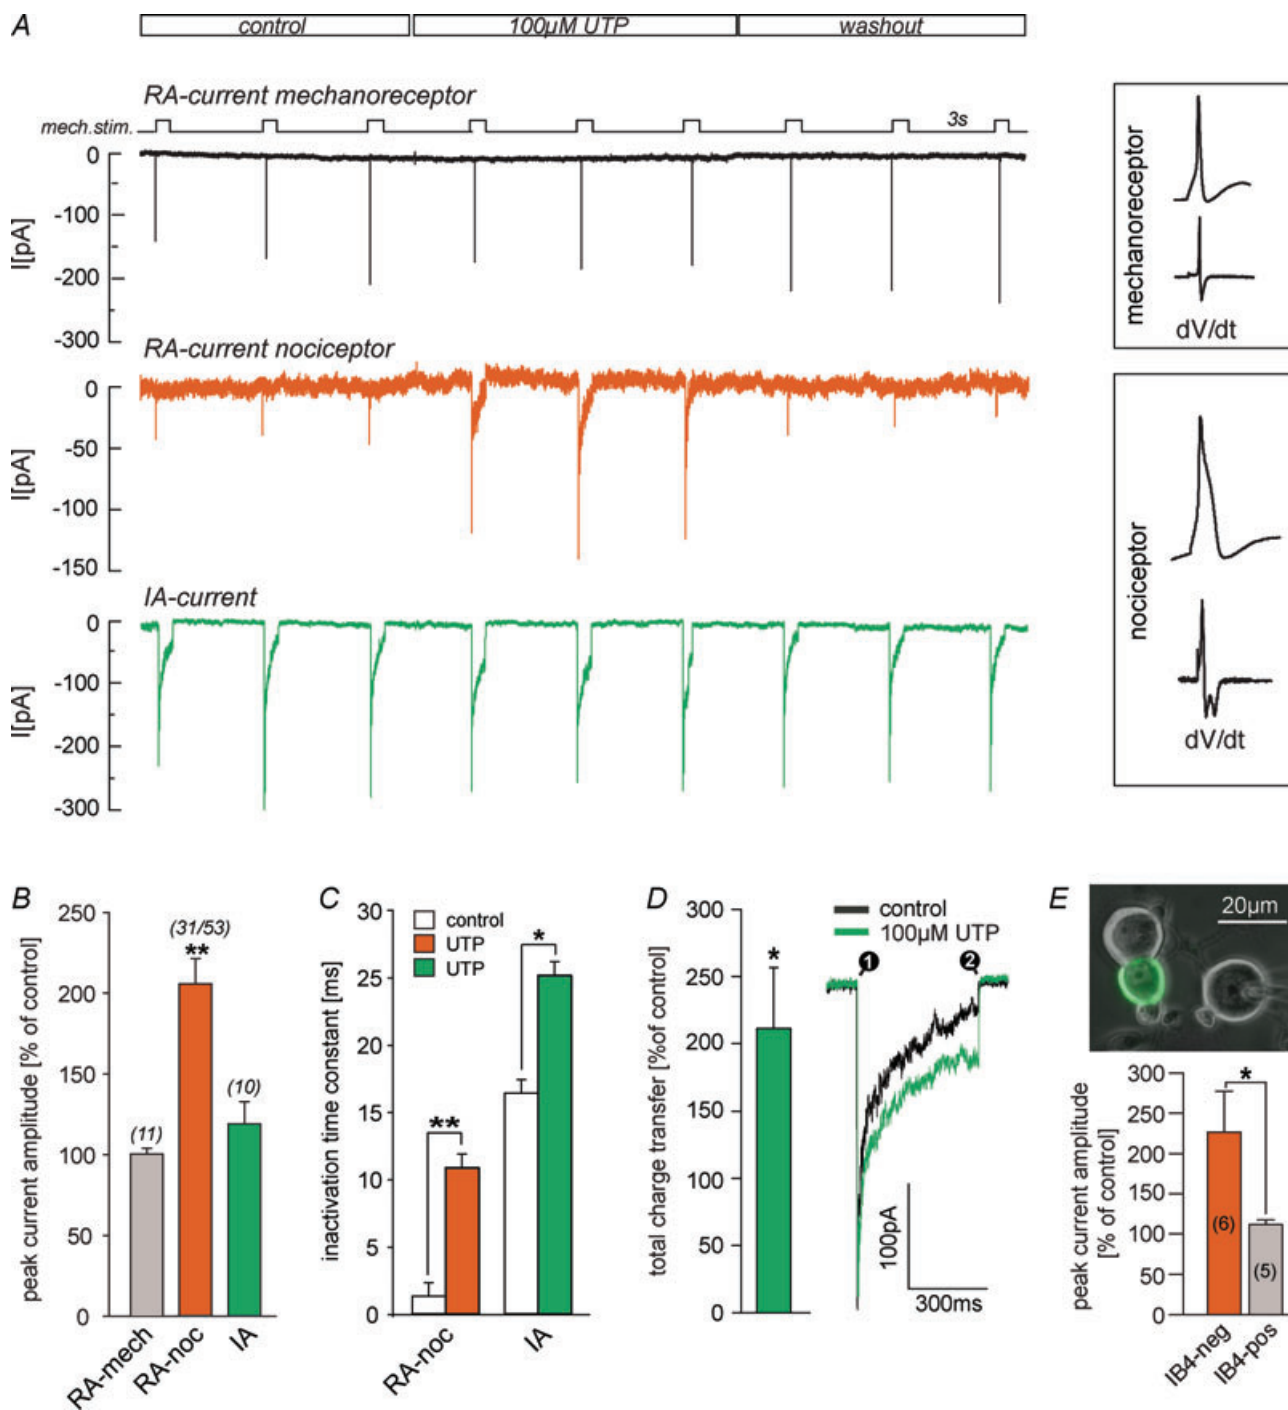 A
control
100µM UTP
washout
RA-current mechanoreceptor
mech.stim.
3s
0
-100
-200
-300
I[pA]
RA-current nociceptor
0
-50
-100
-150
I[pA]
IA-current
0
-100
-200
-300
I[pA]
mechanoreceptor
dV/dt
nociceptor
dV/dt
B
peak current amplitude [% of control]
250
200
150
100
50
0
(11)
(31/53)
**
(10)
RA-mech
RA-noc
IA
C
inactivation time constant [ms]
30
25
20
15
10
5
0
control
UTP
UTP
**
*
RA-noc
IA
D
total charge transfer [%of control]
300
250
200
150
100
50
0
*
control
100µM UTP
1
2
100pA
300ms
E
20µm
peak current amplitude
[% of control]
300
250
200
150
100
50
0
*
(6)
(5)
IB4-neg
IB4-pos